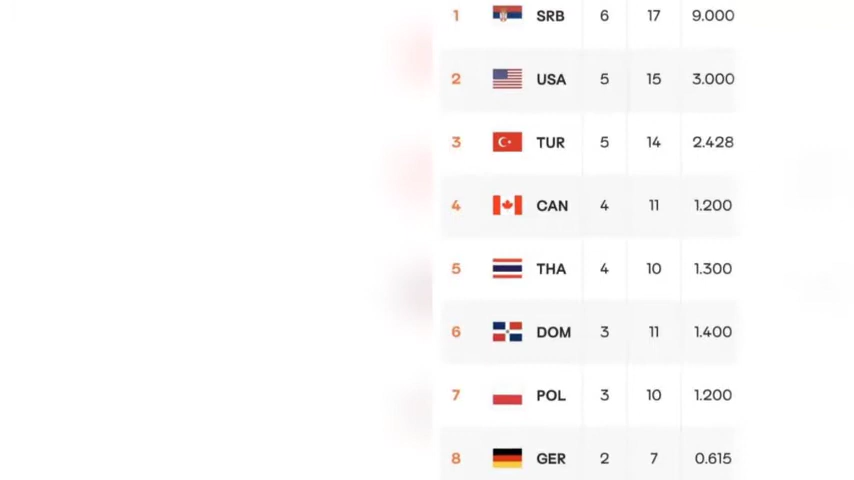 1 SRB 6 17 9.000
2 USA 5 15 3.000
3 TUR 5 14 2.428
4 CAN 4 11 1.200
5 THA 4 10 1.300
6 DOM 3 11 1.400
7 POL 3 10 1.200
8 GER 2 7 0.615